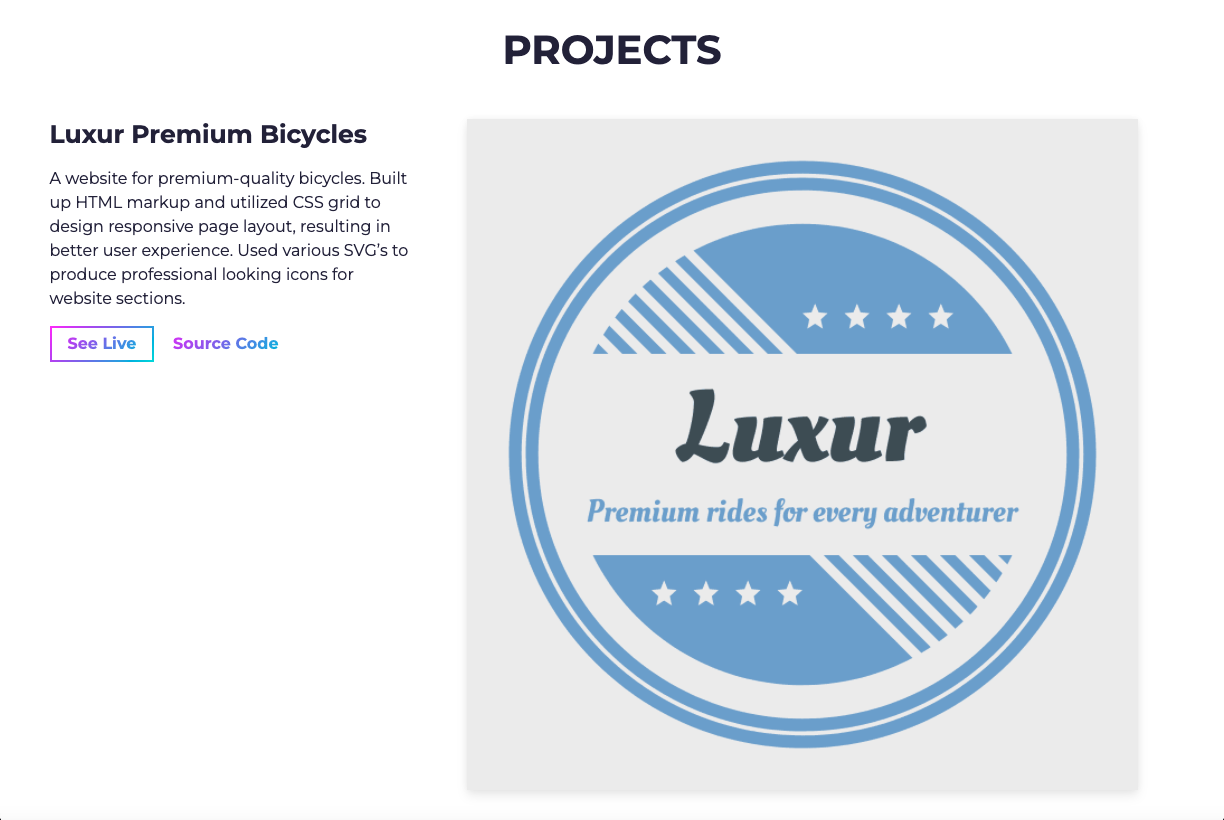 PROJECTS
Luxur Premium Bicycles
A website for premium-quality bicycles. Built
up HTML markup and utilized CSS grid to
design responsive page layout, resulting in
better user experience. Used various SVG’s to
produce professional looking icons for
website sections.
See Live
Source Code
Luxur
Premium rides for every adventurer